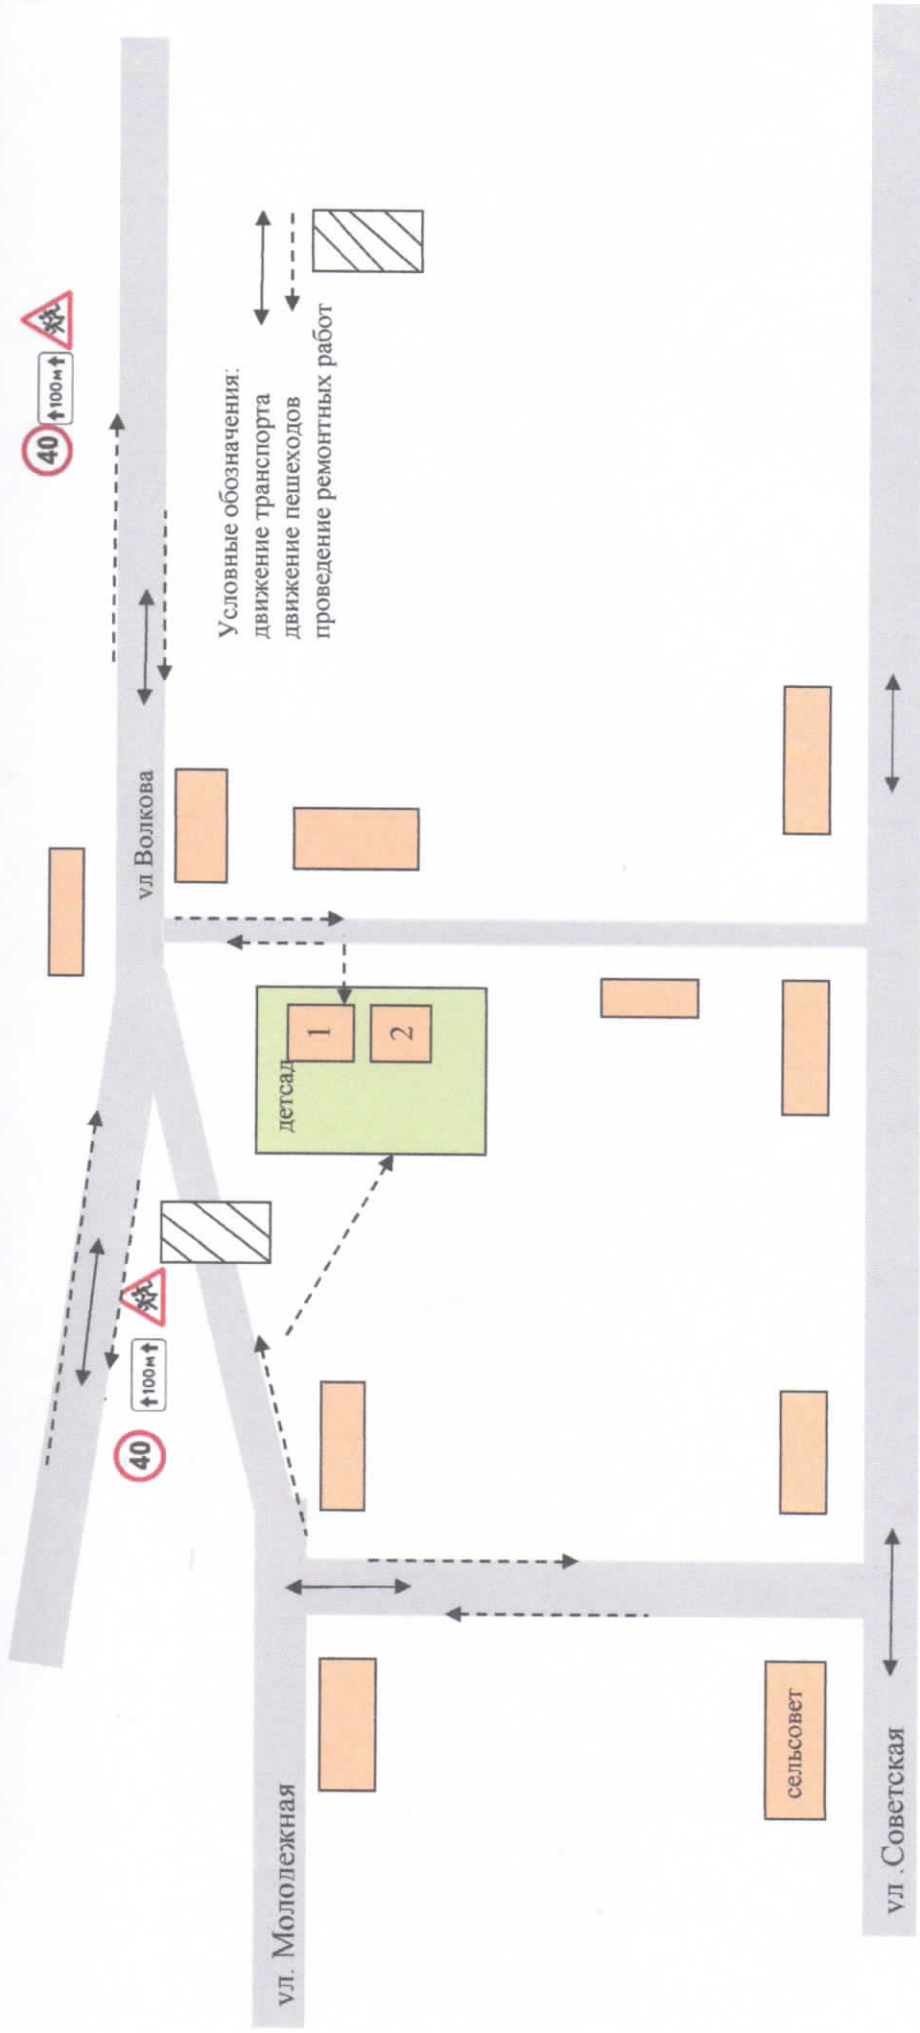 40
↑100м↑
ул Волкова
Условные обозначения:
движение транспорта
движение пешеходов
проведение ремонтных работ
40
↑100м↑
детсад
1
2
ул. Молодежная
сельсовет
ул .Советская